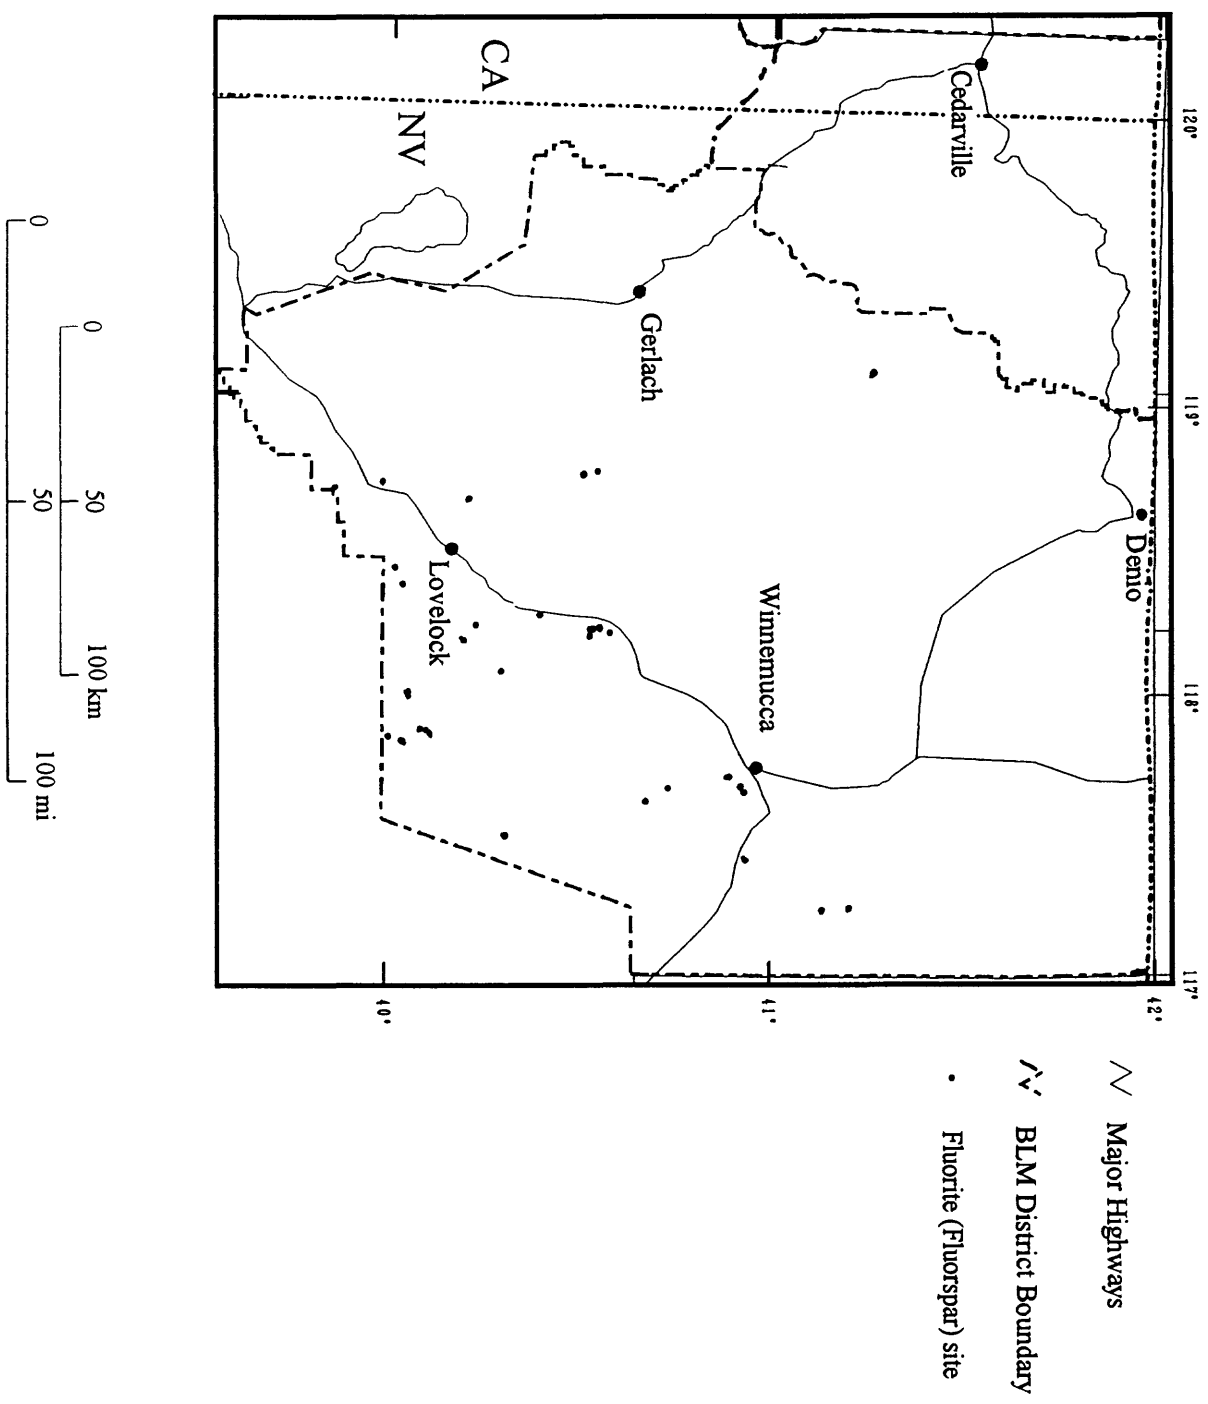 120°
119°
118°
117°
42°
41°
40°
Cedarville
Denio
Gerlach
Winnemucca
Lovelock
CA
NV
Major Highways
BLM District Boundary
Fluorite (Fluorspar) site
0 50 100 km
0 50 100 mi